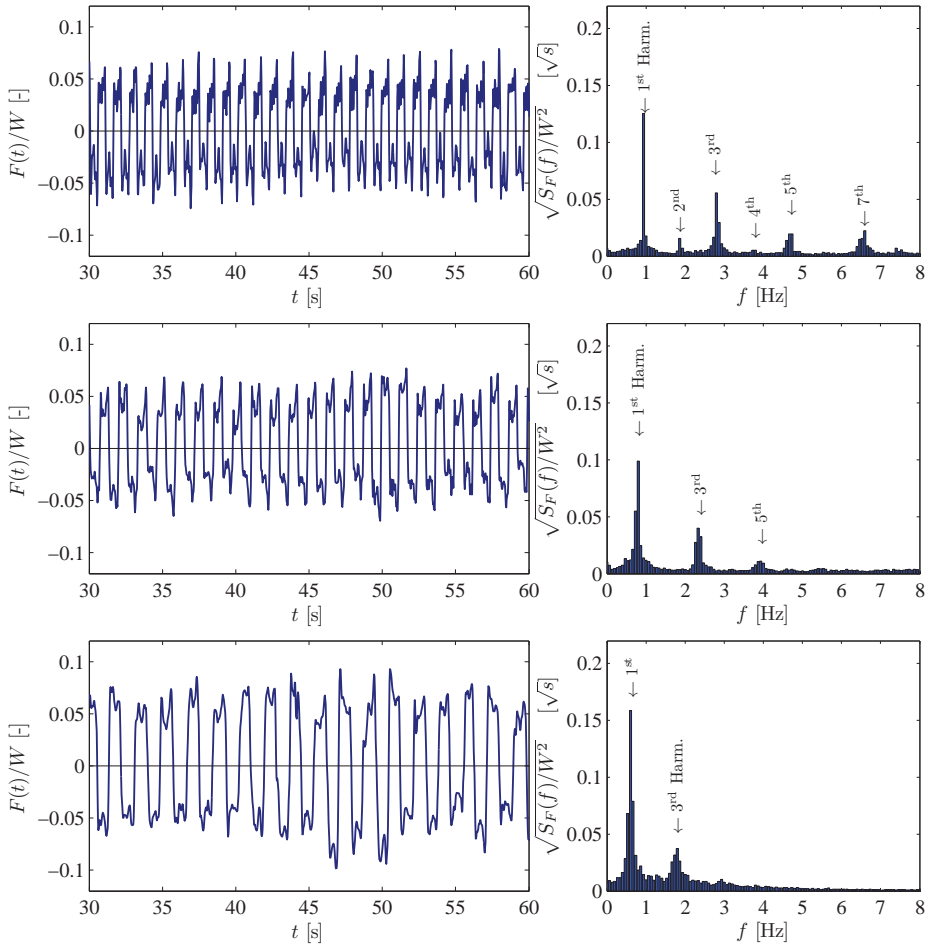 0.1
0.05
0
−0.05
−0.1
F(t)/W [-]
30 35 40 45 50 55 60
t [s]
0.2
0.15
0.1
0.05
0
√S_F(f)/W² [√s]
← 1st Harm.
← 2nd
← 3rd
← 4th
← 5th
← 7th
0 1 2 3 4 5 6 7 8
f [Hz]
0.1
0.05
0
−0.05
−0.1
F(t)/W [-]
30 35 40 45 50 55 60
t [s]
0.2
0.15
0.1
0.05
0
√S_F(f)/W² [√s]
← 1st Harm.
← 3rd
← 5th
0 1 2 3 4 5 6 7 8
f [Hz]
0.1
0.05
0
−0.05
−0.1
F(t)/W [-]
30 35 40 45 50 55 60
t [s]
0.2
0.15
0.1
0.05
0
√S_F(f)/W² [√s]
← 1st
← 3rd Harm.
0 1 2 3 4 5 6 7 8
f [Hz]